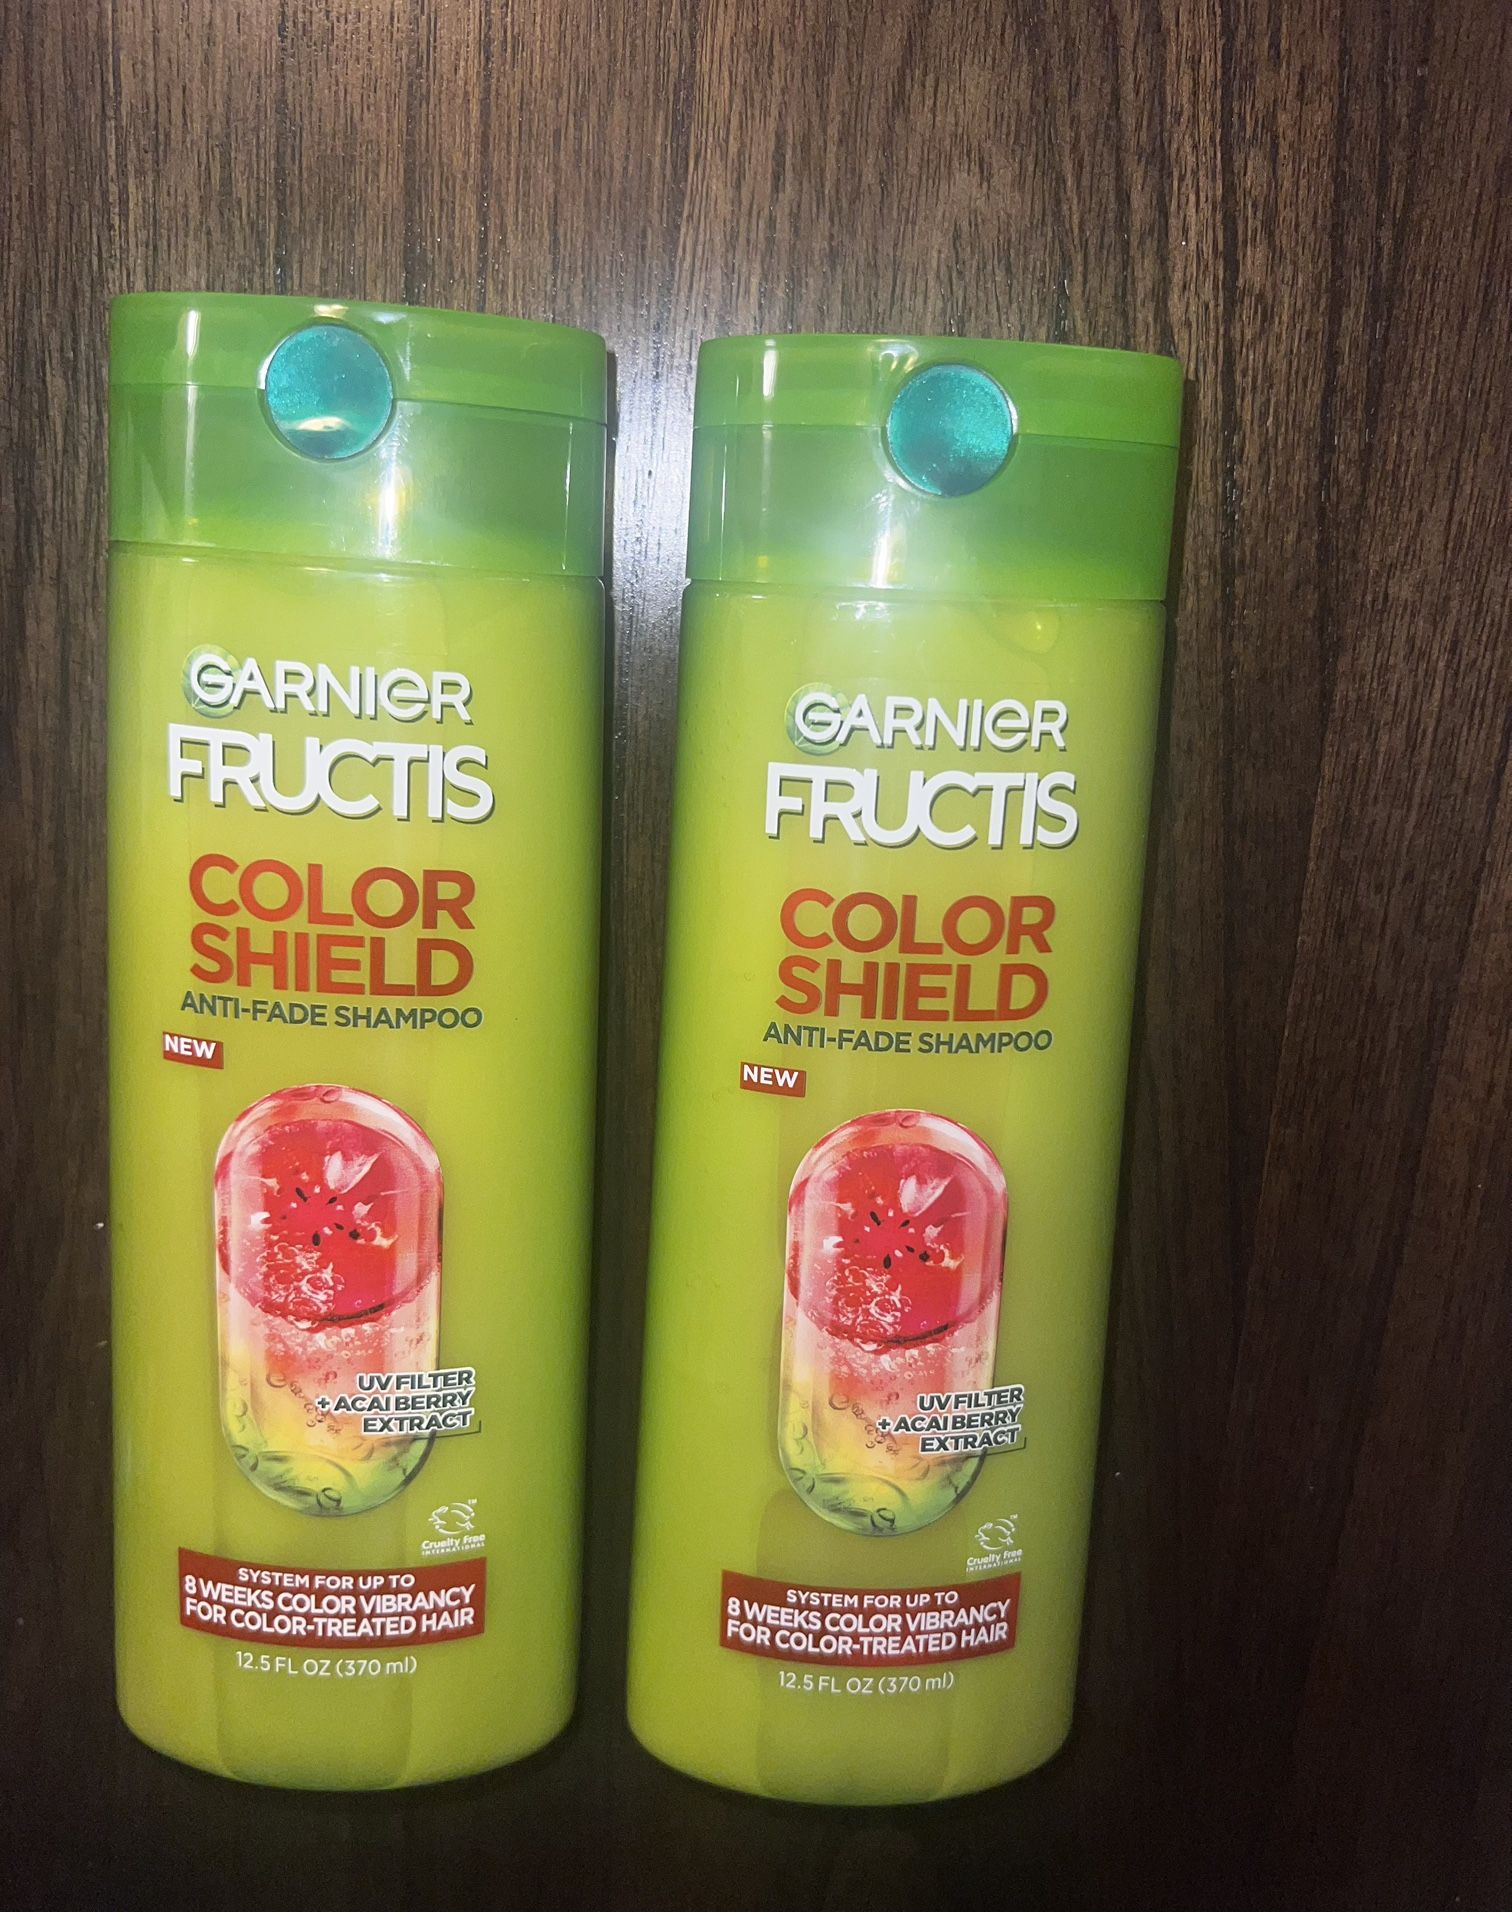 GARNIER
FRUCTIS
COLOR
SHIELD
ANTI-FADE SHAMPOO
NEW
UV FILTER
+ ACAI BERRY
EXTRACT
Cruelty Free
INTERNATIONAL
SYSTEM FOR UP TO
8 WEEKS COLOR VIBRANCY
FOR COLOR-TREATED HAIR
12.5 FL OZ (370 ml)
GARNIER
FRUCTIS
COLOR
SHIELD
ANTI-FADE SHAMPOO
NEW
UV FILTER
+ ACAI BERRY
EXTRACT
Cruelty Free
INTERNATIONAL
SYSTEM FOR UP TO
8 WEEKS COLOR VIBRANCY
FOR COLOR-TREATED HAIR
12.5 FL OZ (370 ml)